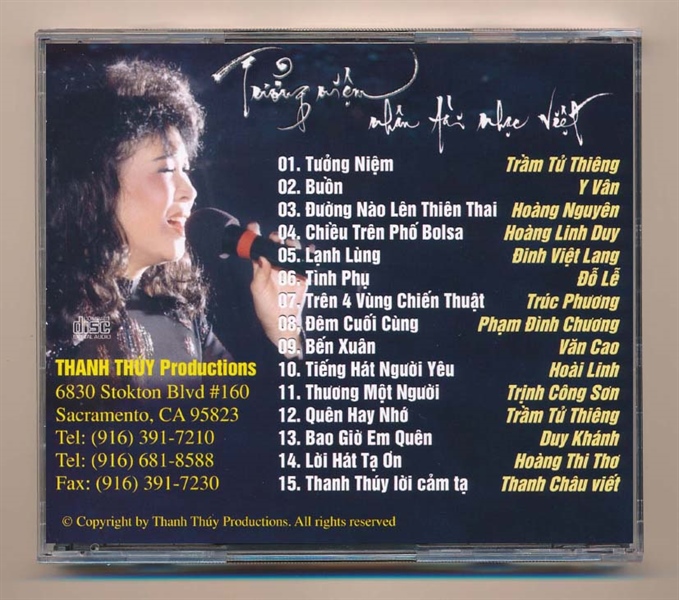 Tưởng niệm
nhân tài nhạc Việt
01. Tưởng Niệm Trầm Tử Thiêng
02. Buồn Y Vân
03. Đường Nào Lên Thiên Thai Hoàng Nguyên
04. Chiều Trên Phố Bolsa Hoàng Linh Duy
05. Lạnh Lùng Đinh Việt Lang
06. Tình Phụ Đỗ Lễ
07. Trên 4 Vùng Chiến Thuật Trúc Phương
08. Đêm Cuối Cùng Phạm Đình Chương
09. Bến Xuân Văn Cao
10. Tiếng Hát Người Yêu Hoài Linh
11. Thương Một Người Trịnh Công Sơn
12. Quên Hay Nhớ Trầm Tử Thiêng
13. Bao Giờ Em Quên Duy Khánh
14. Lời Hát Tạ Ơn Hoàng Thi Thơ
15. Thanh Thúy lời cảm tạ Thanh Châu viết
COMPACT
disc
DIGITAL AUDIO
THANH THÚY Productions
6830 Stokton Blvd #160
Sacramento, CA 95823
Tel: (916) 391-7210
Tel: (916) 681-8588
Fax: (916) 391-7230
© Copyright by Thanh Thúy Productions. All rights reserved